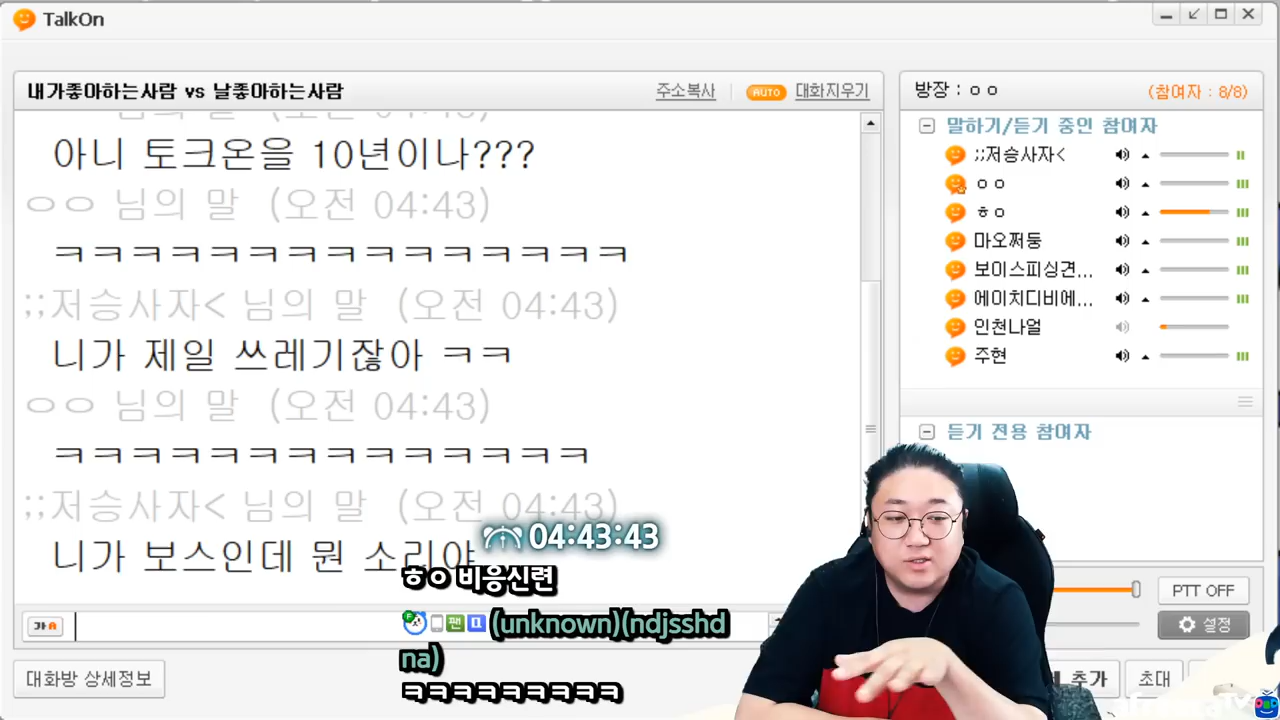 TalkOn
내가좋아하는사람 vs 날좋아하는사람
주소복사
AUTO 대화지우기
아니 토크온을 10년이나???
ㅇㅇ 님의 말 (오전 04:43)
ㅋㅋㅋㅋㅋㅋㅋㅋㅋㅋㅋㅋㅋㅋㅋ
;;저승사자< 님의 말 (오전 04:43)
니가 제일 쓰레기잖아 ㅋㅋ
ㅇㅇ 님의 말 (오전 04:43)
ㅋㅋㅋㅋㅋㅋㅋㅋㅋㅋㅋㅋㅋㅋ
;;저승사자< 님의 말 (오전 04:43)
니가 보스인데 뭔 소리야
04:43:43
ㅎㅇ 비응신련
(unknown)(ndjsshd
na)
ㅋㅋㅋㅋㅋㅋㅋㅋㅋ
가A
대화방 상세정보
방장 : ㅇㅇ
(참여자 : 8/8)
말하기/듣기 중인 참여자
;;저승사자<
ㅇㅇ
ㅎㅇ
마오쩌둥
보이스피싱견...
에이치디비에...
인천나얼
주현
듣기 전용 참여자
PTT OFF
설정
추가
초대